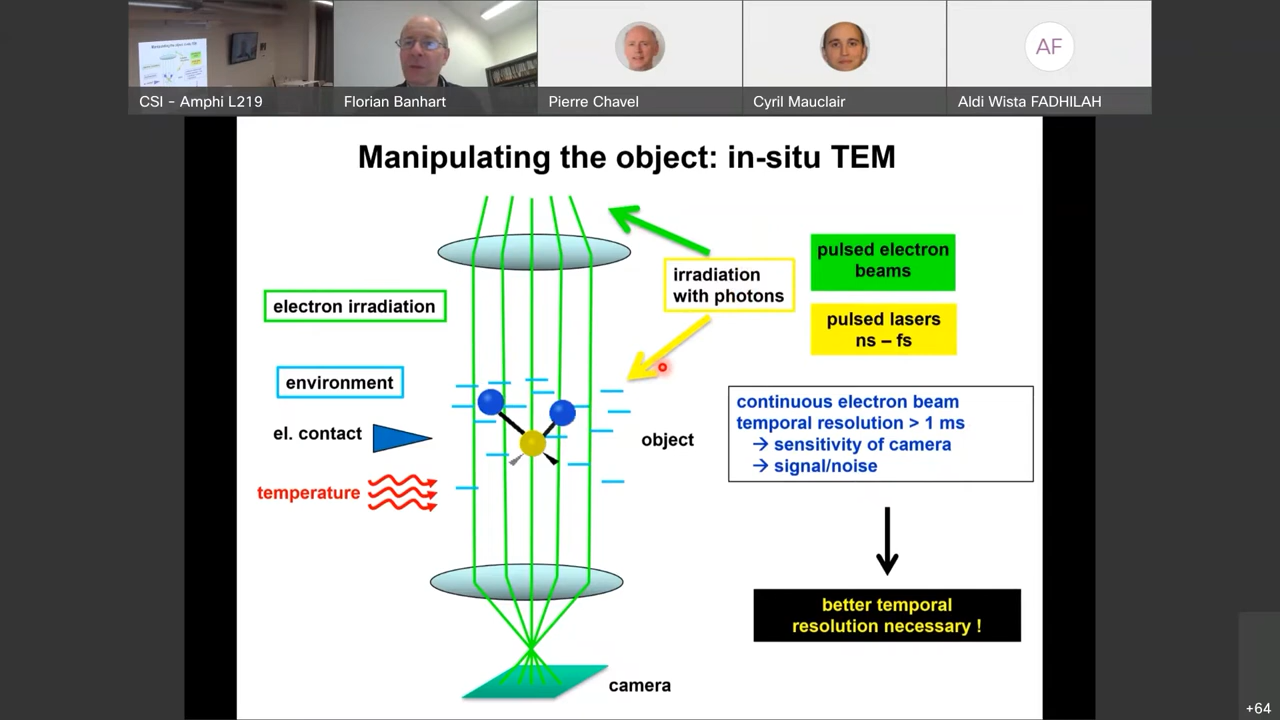 CSI - Amphi L219
Florian Banhart
Pierre Chavel
Cyril Mauclair
AF
Aldi Wista FADHILAH
Manipulating the object: in-situ TEM
irradiation
with photons
pulsed electron
beams
electron irradiation
pulsed lasers
ns – fs
environment
el. contact
temperature
object
continuous electron beam
temporal resolution > 1 ms
→ sensitivity of camera
→ signal/noise
better temporal
resolution necessary !
camera
+64